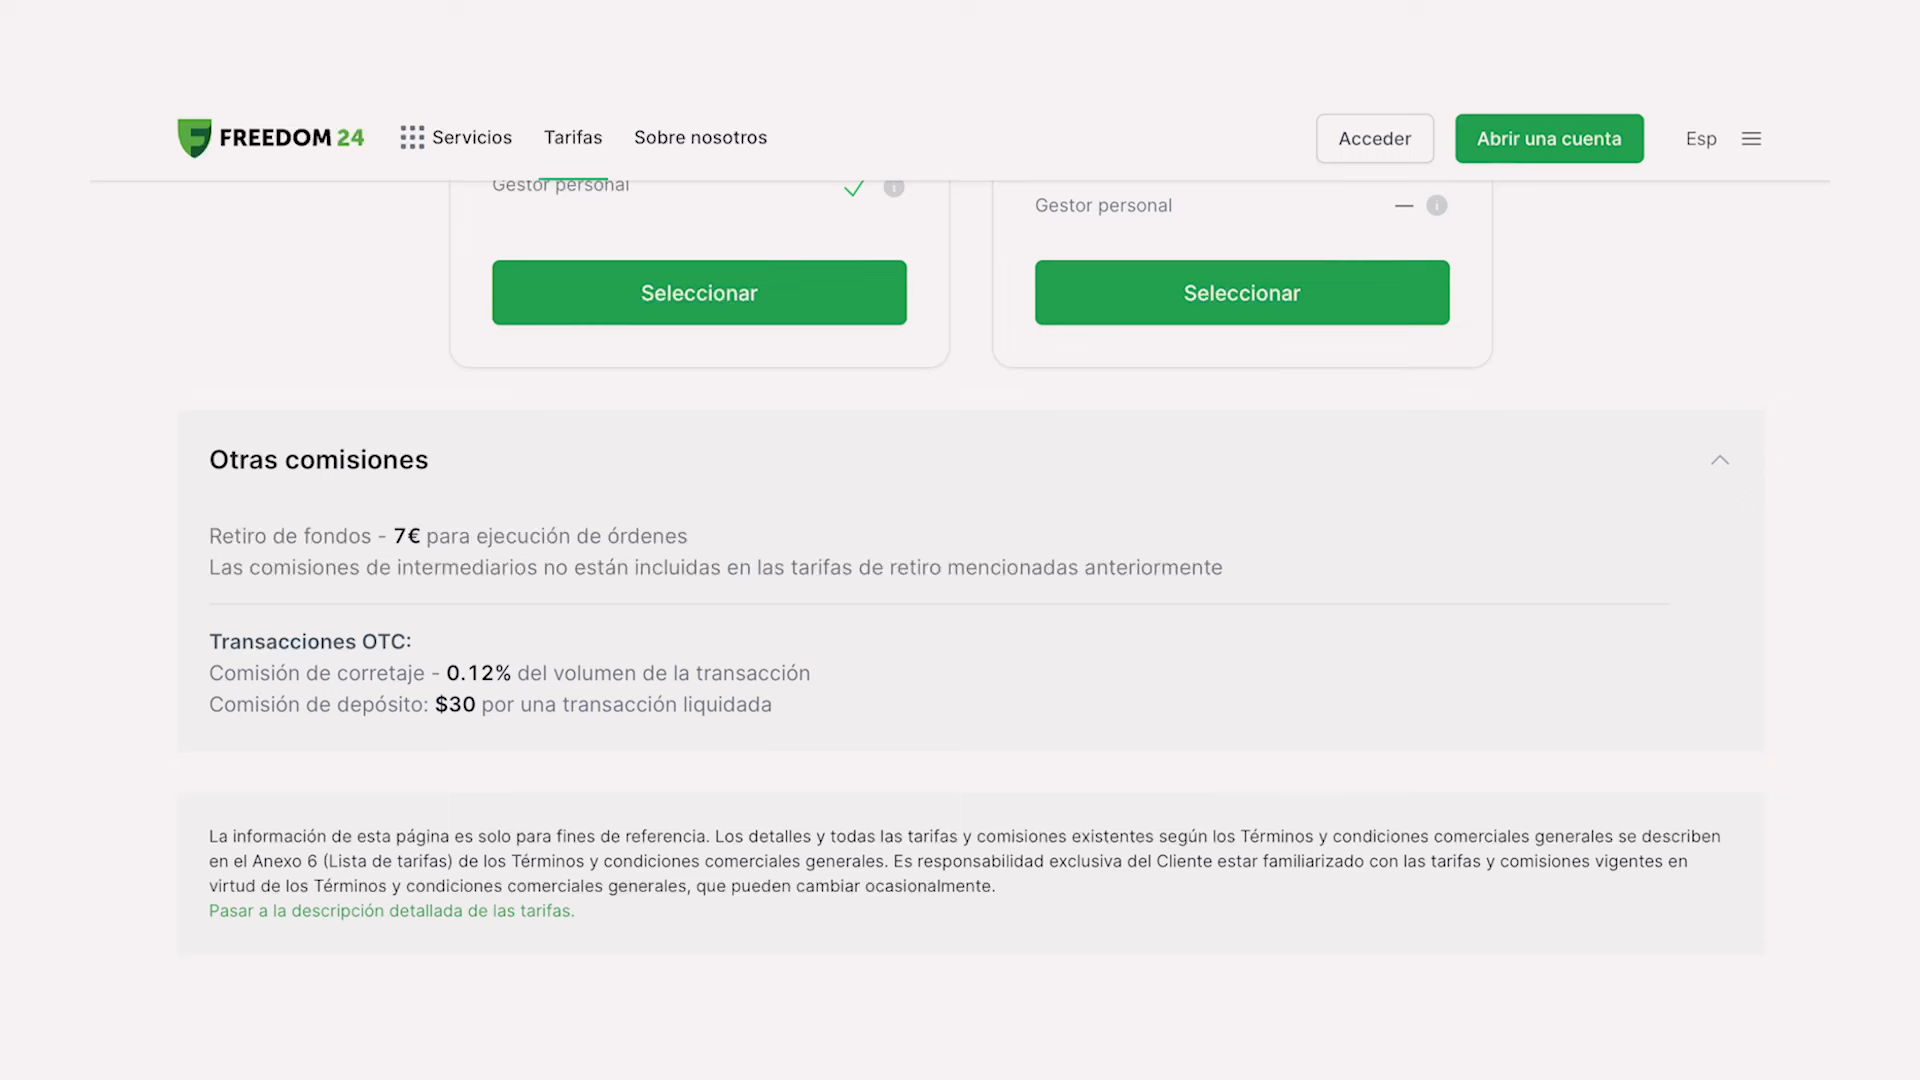 FREEDOM 24
Servicios
Tarifas
Sobre nosotros
Acceder
Abrir una cuenta
Esp
Gestor personal
Gestor personal
Seleccionar
Seleccionar
Otras comisiones
Retiro de fondos - 7€ para ejecución de órdenes
Las comisiones de intermediarios no están incluidas en las tarifas de retiro mencionadas anteriormente
Transacciones OTC:
Comisión de corretaje - 0.12% del volumen de la transacción
Comisión de depósito: $30 por una transacción liquidada
La información de esta página es solo para fines de referencia. Los detalles y todas las tarifas y comisiones existentes según los Términos y condiciones comerciales generales se describen
en el Anexo 6 (Lista de tarifas) de los Términos y condiciones comerciales generales. Es responsabilidad exclusiva del Cliente estar familiarizado con las tarifas y comisiones vigentes en
virtud de los Términos y condiciones comerciales generales, que pueden cambiar ocasionalmente.
Pasar a la descripción detallada de las tarifas.